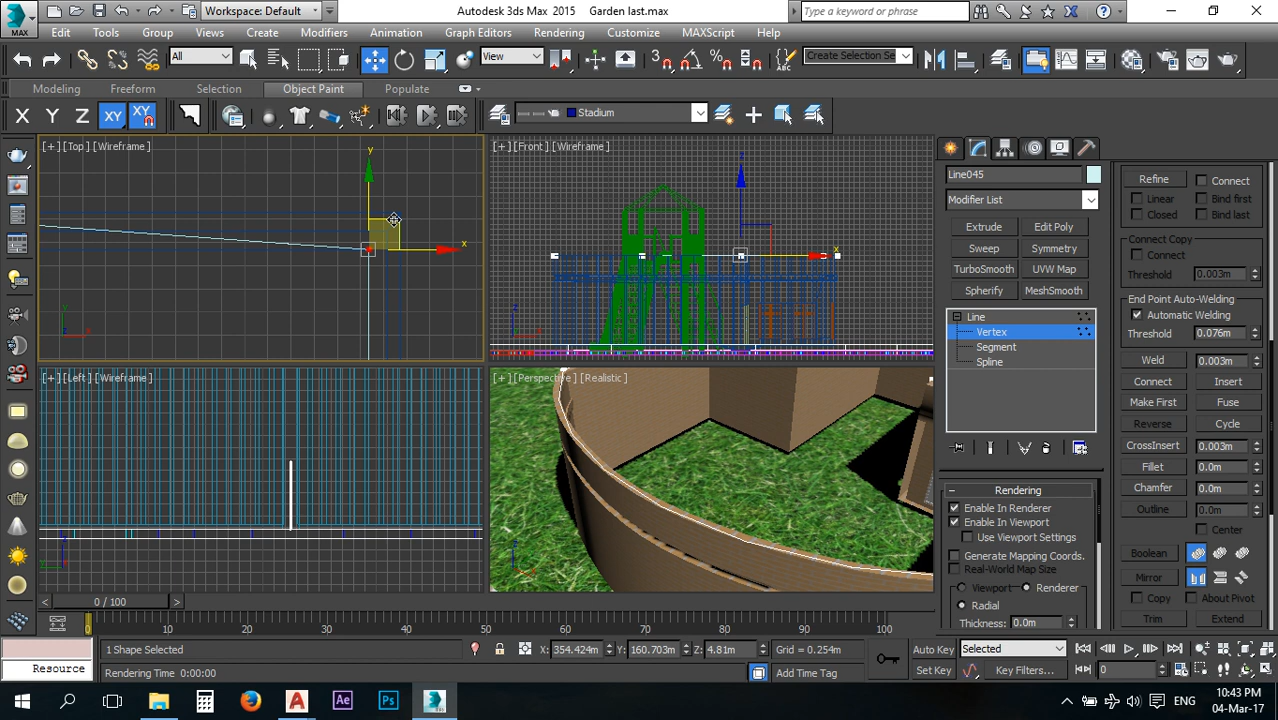 MAX
Workspace: Default
Autodesk 3ds Max 2015 Garden last.max
Type a keyword or phrase
Edit Tools Group Views Create Modifiers Animation Graph Editors Rendering Customize MAXScript Help
All
View
Create Selection Se
Modeling Freeform Selection Object Paint Populate
X Y Z XY XY
Stadium
[+] [Top] [Wireframe]
[+] [Front] [Wireframe]
[+] [Left] [Wireframe]
[+] [Perspective] [Realistic]
Line045
Modifier List
Extrude Edit Poly
Sweep Symmetry
TurboSmooth UVW Map
Spherify MeshSmooth
Line
Vertex
Segment
Spline
Rendering
Enable In Renderer
Enable In Viewport
Use Viewport Settings
Generate Mapping Coords.
Real-World Map Size
Viewport Renderer
Radial
Thickness: 0.0m
Refine Connect
Linear Bind first
Closed Bind last
Connect Copy
Connect
Threshold 0.003m
End Point Auto-Welding
Automatic Welding
Threshold 0.076m
Weld 0.003m
Connect Insert
Make First Fuse
Reverse Cycle
CrossInsert 0.003m
Fillet 0.0m
Chamfer 0.0m
Outline 0.0m
Center
Boolean
Mirror
Copy About Pivot
Trim Extend
0 / 100
0 10 20 30 40 50 60 70 80 90 100
1 Shape Selected
X: 354.424m Y: 160.703m Z: 4.81m Grid = 0.254m
Auto Key Selected
Resource
Rendering Time 0:00:00
Add Time Tag
Set Key Key Filters...
0
Ae Ps
ENG
10:43 PM
04-Mar-17